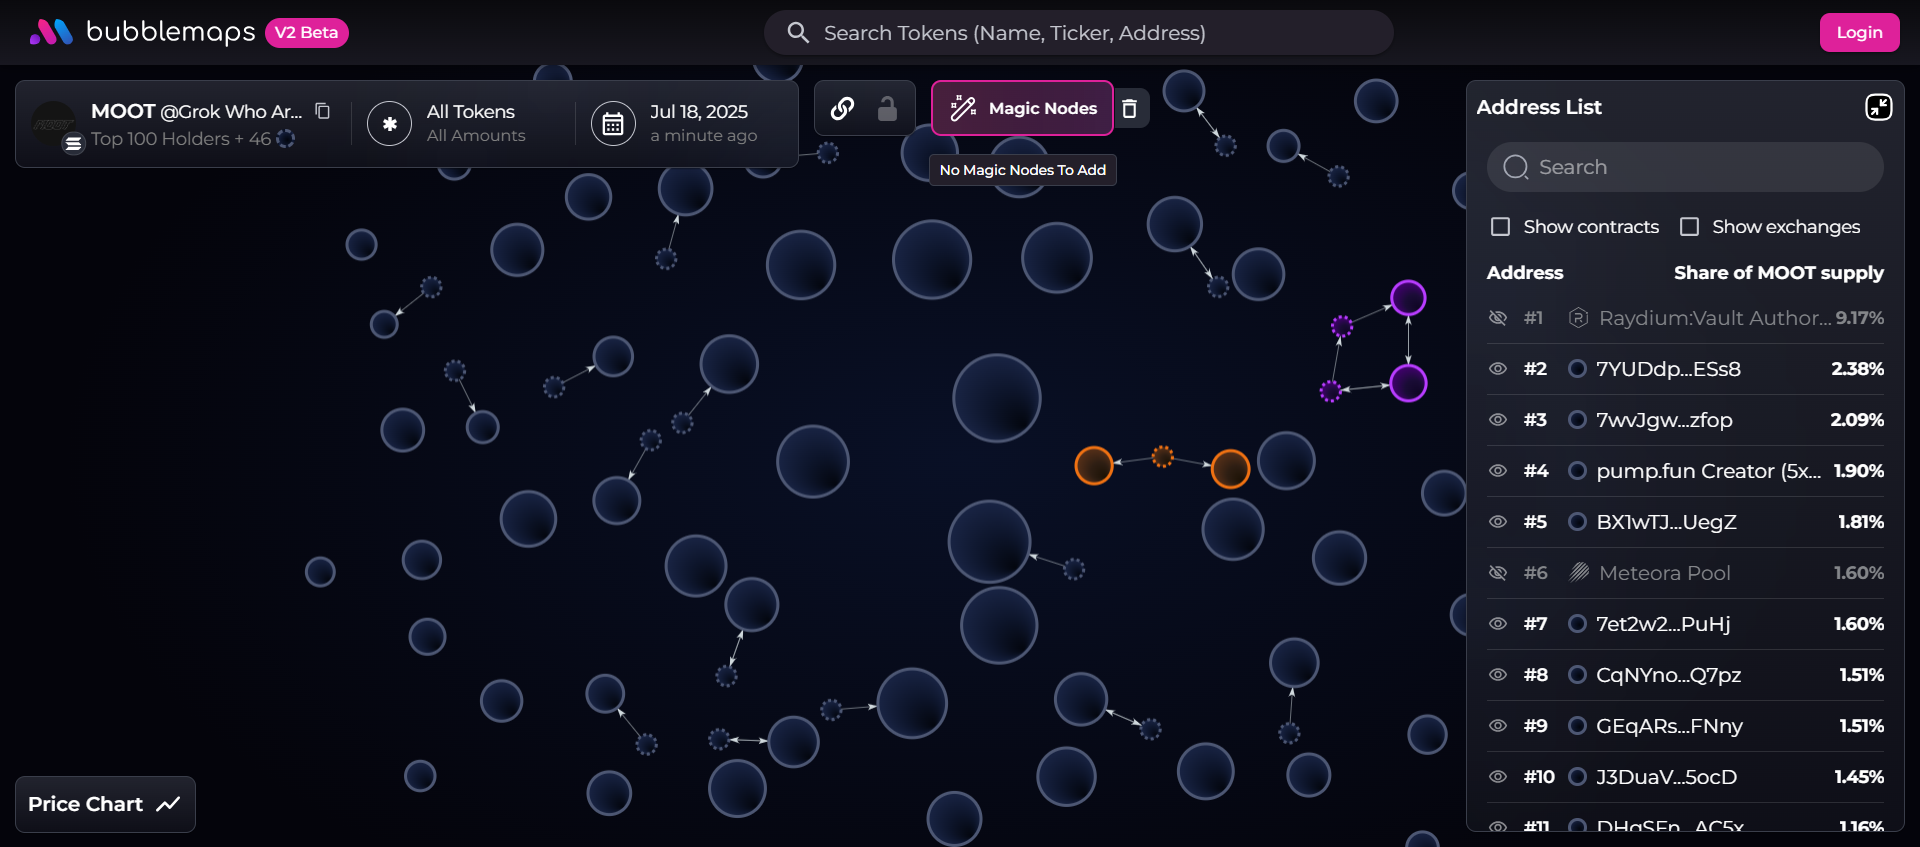 bubblemaps V2 Beta
Search Tokens (Name, Ticker, Address)
Login
MOOT @Grok Who Ar...
Top 100 Holders + 46
All Tokens
All Amounts
Jul 18, 2025
a minute ago
Magic Nodes
No Magic Nodes To Add
Address List
Search
Show contracts Show exchanges
Address Share of MOOT supply
#1 Raydium:Vault Author... 9.17%
#2 7YUDdp...ESs8 2.38%
#3 7wvJgw...zfop 2.09%
#4 pump.fun Creator (5x... 1.90%
#5 BX1wTJ...UegZ 1.81%
#6 Meteora Pool 1.60%
#7 7et2w2...PuHj 1.60%
#8 CqNYno...Q7pz 1.51%
#9 GEqARs...FNny 1.51%
#10 J3DuaV...5ocD 1.45%
#11 1.16%
Price Chart